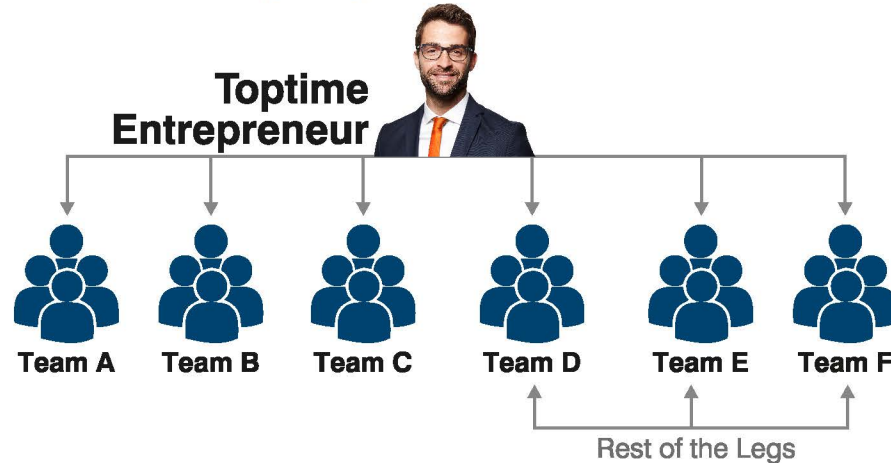 Toptime
Entrepreneur
Team A
Team B
Team C
Team D
Team E
Team F
Rest of the Legs